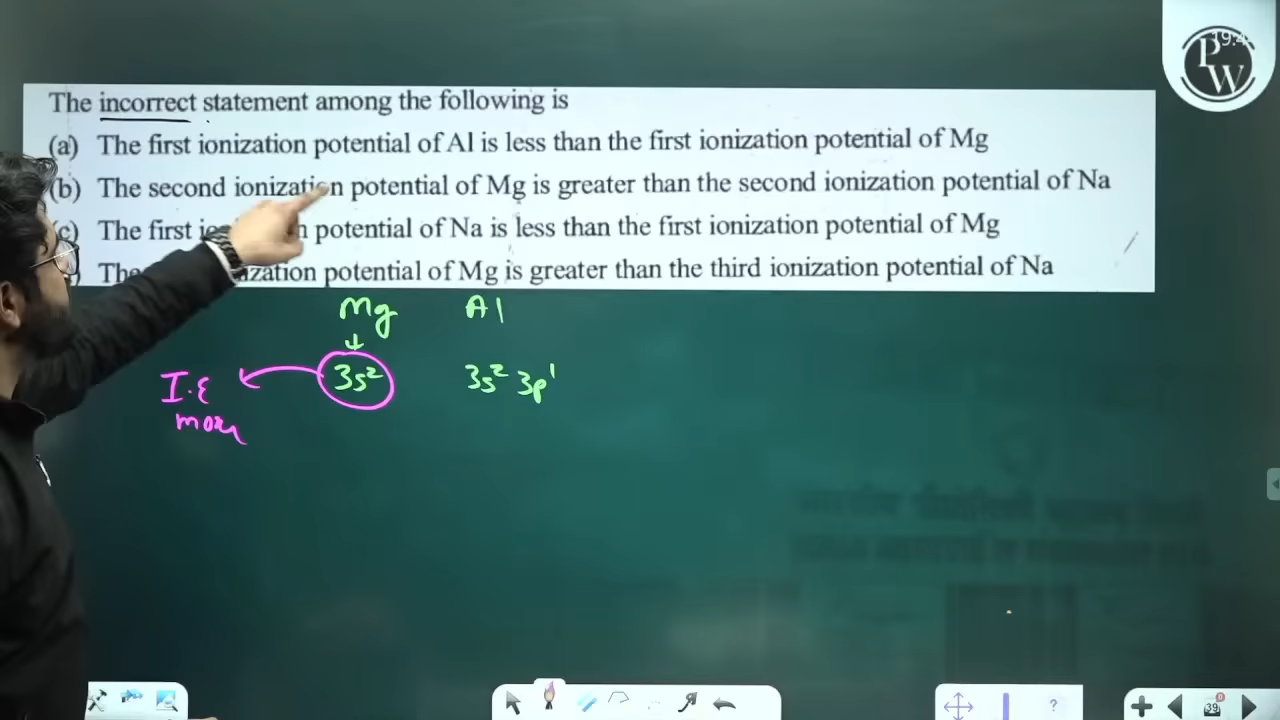 The incorrect statement among the following is
(a) The first ionization potential of Al is less than the first ionization potential of Mg
(b) The second ionization potential of Mg is greater than the second ionization potential of Na
(c) The first potential of Na is less than the first ionization potential of Mg
potential of Mg is greater than the third ionization potential of Na
Mg Al
3s² 3s² 3p¹
I.E
more
PW
39
?